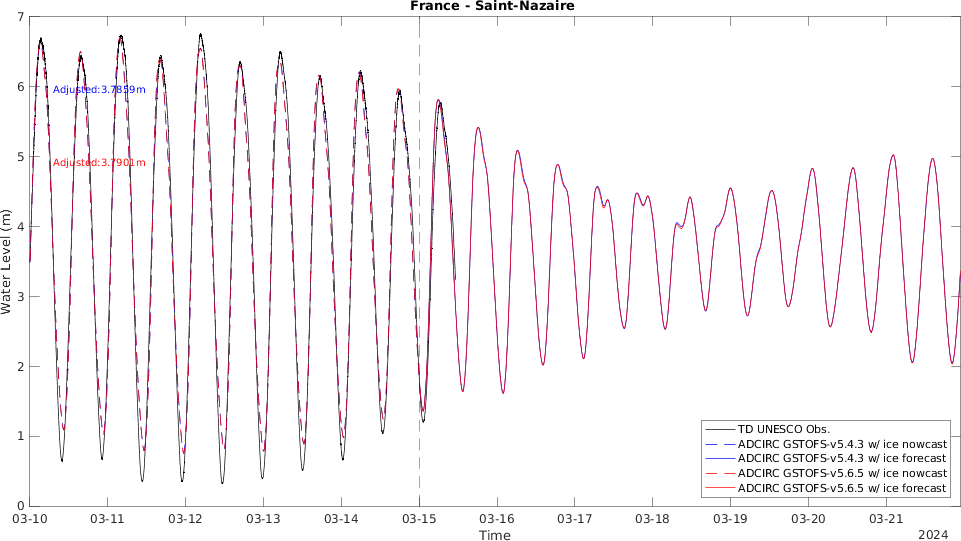 France - Saint-Nazaire
7
6
5
4
3
2
1
0
Water Level (m)
Adjusted:3.7859m
Adjusted:3.7901m
TD UNESCO Obs.
ADCIRC GSTOFS-v5.4.3 w/ ice nowcast
ADCIRC GSTOFS-v5.4.3 w/ ice forecast
ADCIRC GSTOFS-v5.6.5 w/ ice nowcast
ADCIRC GSTOFS-v5.6.5 w/ ice forecast
03-10 03-11 03-12 03-13 03-14 03-15 03-16 03-17 03-18 03-19 03-20 03-21
Time
2024